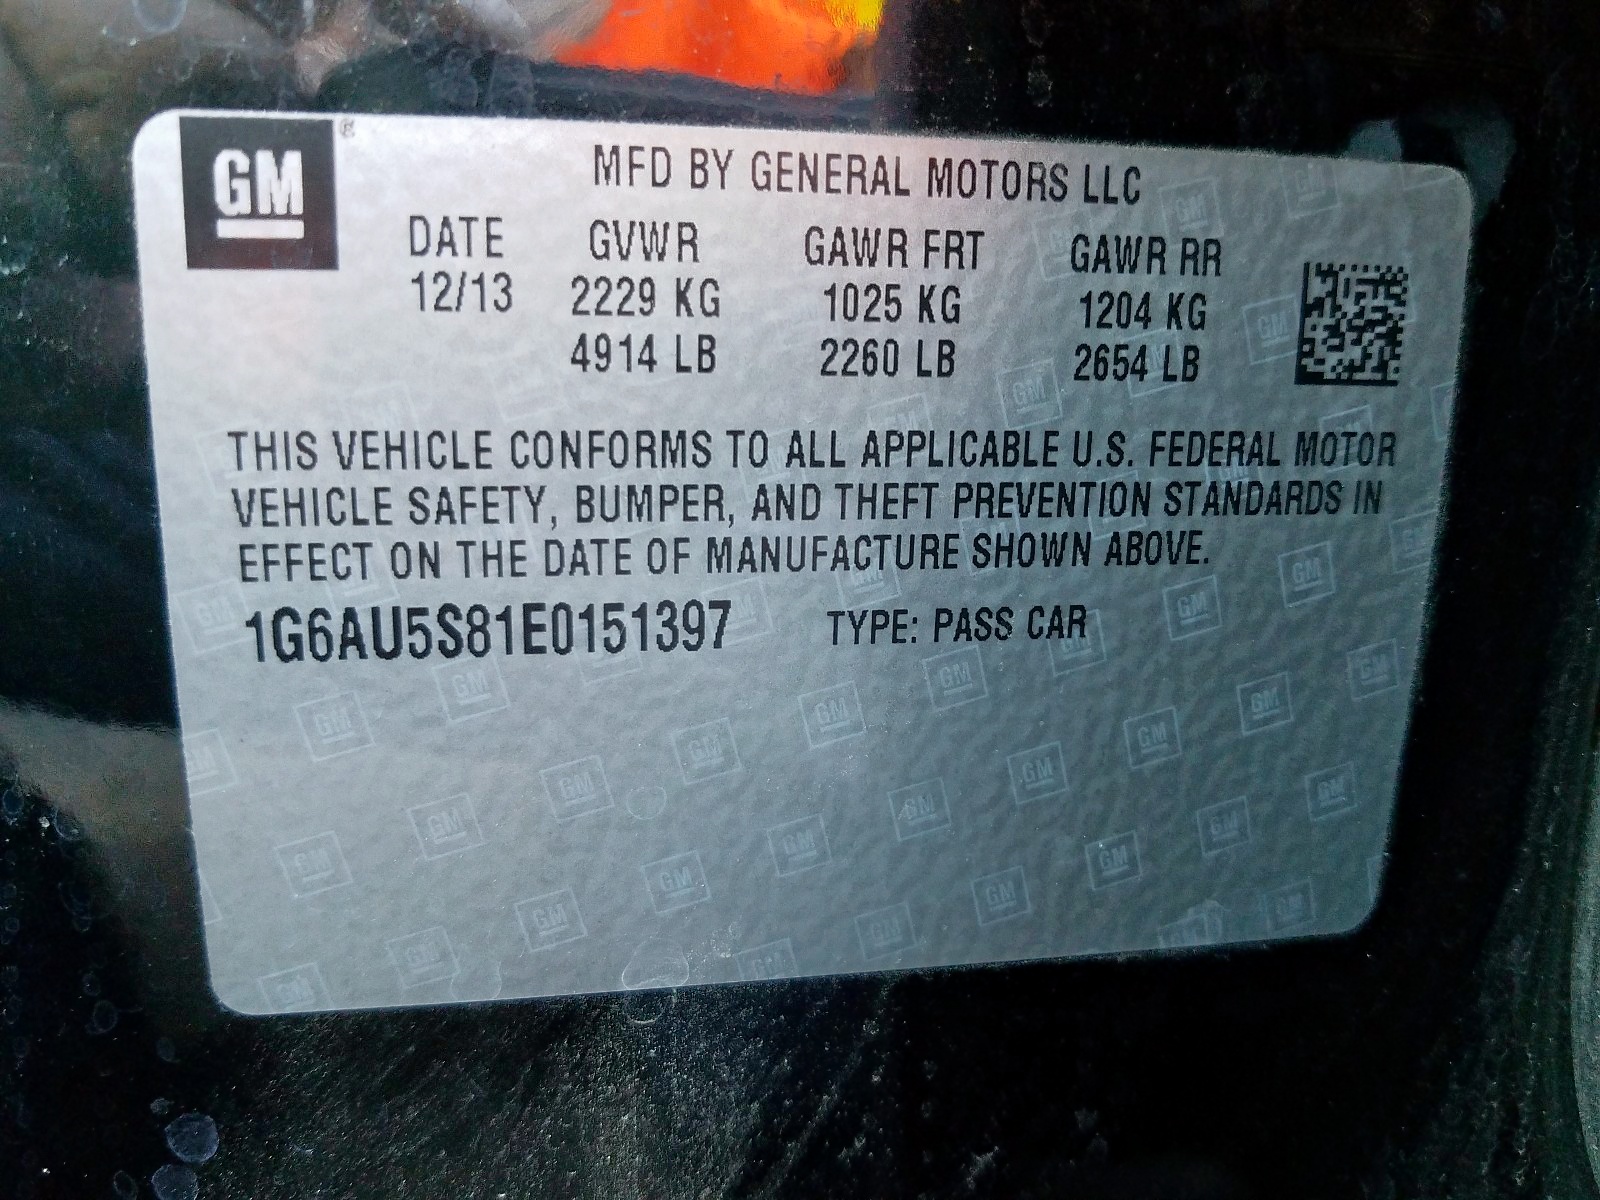 GM ®
MFD BY GENERAL MOTORS LLC
DATE GVWR GAWR FRT GAWR RR
12/13 2229 KG 1025 KG 1204 KG
4914 LB 2260 LB 2654 LB
THIS VEHICLE CONFORMS TO ALL APPLICABLE U.S. FEDERAL MOTOR
VEHICLE SAFETY, BUMPER, AND THEFT PREVENTION STANDARDS IN
EFFECT ON THE DATE OF MANUFACTURE SHOWN ABOVE.
1G6AU5S81E0151397 TYPE: PASS CAR